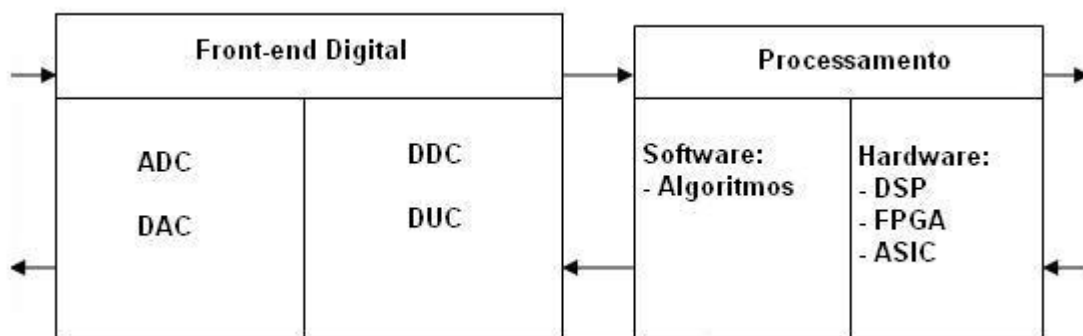 Front-end Digital
ADC
DAC
DDC
DUC
Processamento
Software:
- Algoritmos
Hardware:
- DSP
- FPGA
- ASIC